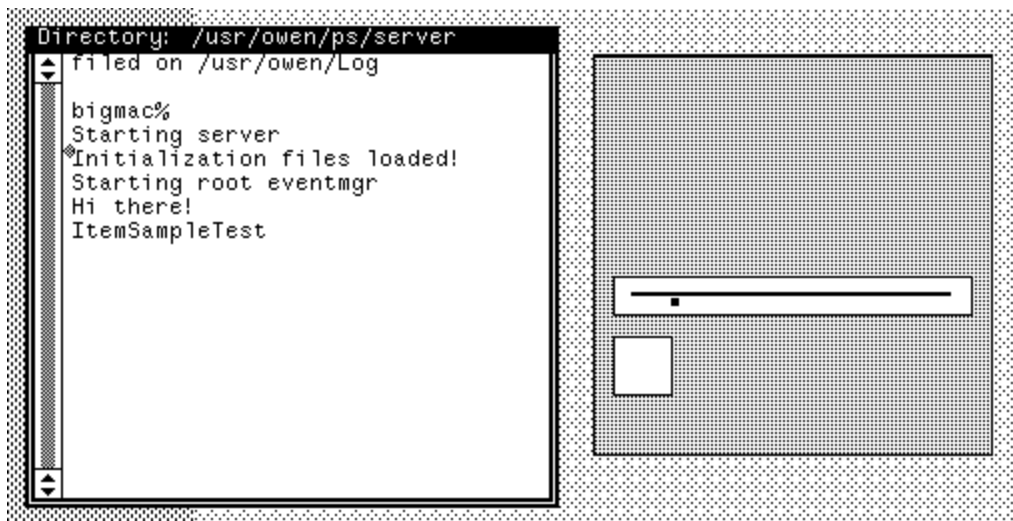 Directory: /usr/owen/ps/server
filed on /usr/owen/Log
bigmac%
Starting server
Initialization files loaded!
Starting root eventmgr
Hi there!
ItemSampleTest